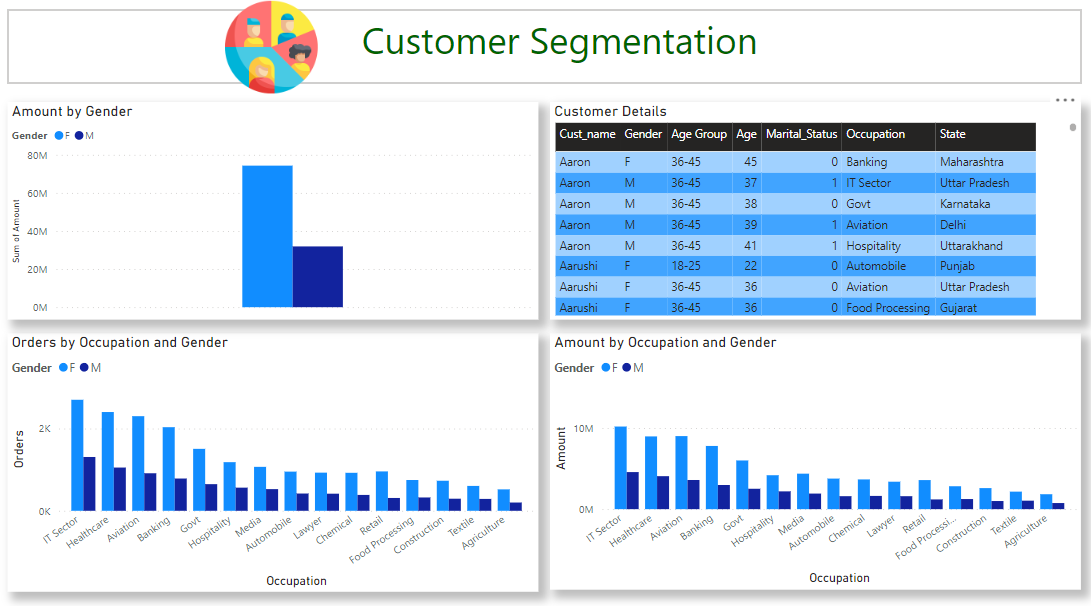 Customer Segmentation
Amount by Gender
Gender F M
80M
60M
40M
20M
0M
Sum of Amount
Customer Details
Cust_name Gender Age Group Age Marital_Status Occupation State
Aaron F 36-45 45 0 Banking Maharashtra
Aaron M 36-45 37 1 IT Sector Uttar Pradesh
Aaron M 36-45 38 0 Govt Karnataka
Aaron M 36-45 39 1 Aviation Delhi
Aaron M 36-45 41 1 Hospitality Uttarakhand
Aarushi F 18-25 22 0 Automobile Punjab
Aarushi F 36-45 36 0 Aviation Uttar Pradesh
Aarushi F 36-45 36 0 Food Processing Gujarat
Orders by Occupation and Gender
Gender F M
2K
0K
Orders
IT Sector
Healthcare
Aviation
Banking
Govt
Hospitality
Media
Automobile
Lawyer
Chemical
Retail
Food Processing
Construction
Textile
Agriculture
Occupation
Amount by Occupation and Gender
Gender F M
10M
0M
Amount
IT Sector
Healthcare
Aviation
Banking
Govt
Hospitality
Media
Automobile
Chemical
Lawyer
Retail
Food Processi...
Construction
Textile
Agriculture
Occupation